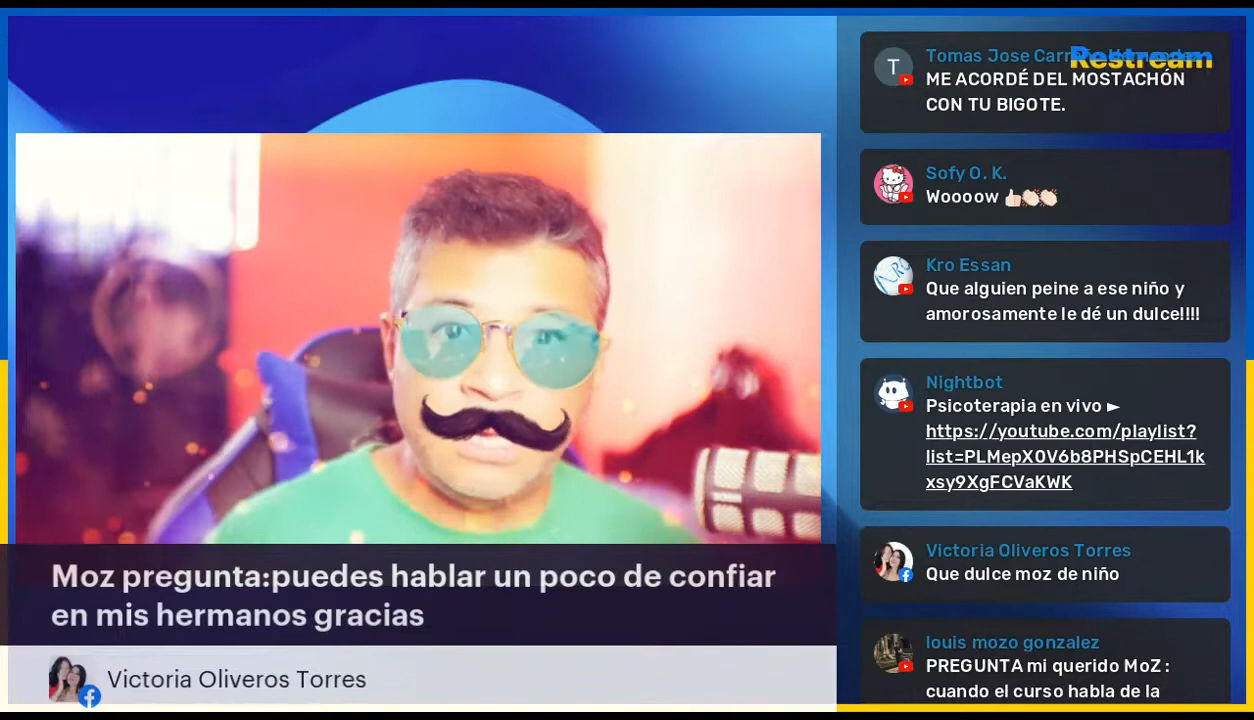 Restream
Tomas Jose
ME ACORDÉ DEL MOSTACHÓN
CON TU BIGOTE.
Sofy O. K.
Woooow 👍🏻👏🏻👏🏻
Kro Essan
Que alguien peine a ese niño y
amorosamente le dé un dulce!!!!
Nightbot
Psicoterapia en vivo ►
https://youtube.com/playlist?
list=PLMepX0V6b8PHSpCEHL1k
xsy9XgFCVaKWK
Victoria Oliveros Torres
Que dulce moz de niño
louis mozo gonzalez
PREGUNTA mi querido MoZ :
cuando el curso habla de la
Moz pregunta:puedes hablar un poco de confiar
en mis hermanos gracias
Victoria Oliveros Torres